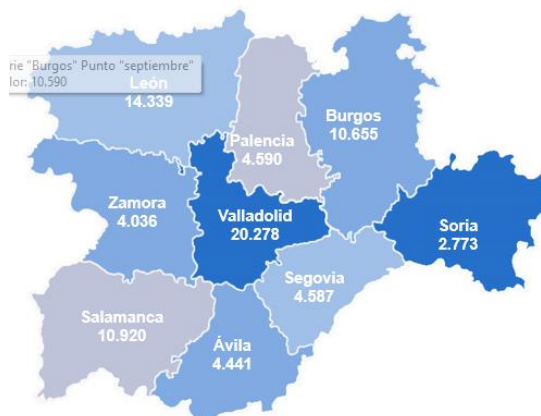 rie "Burgos" Punto "septiembre"
lor: 10.590
León
14.339
Palencia
4.590
Burgos
10.655
Zamora
4.036
Valladolid
20.278
Soria
2.773
Segovia
4.587
Salamanca
10.920
Ávila
4.441